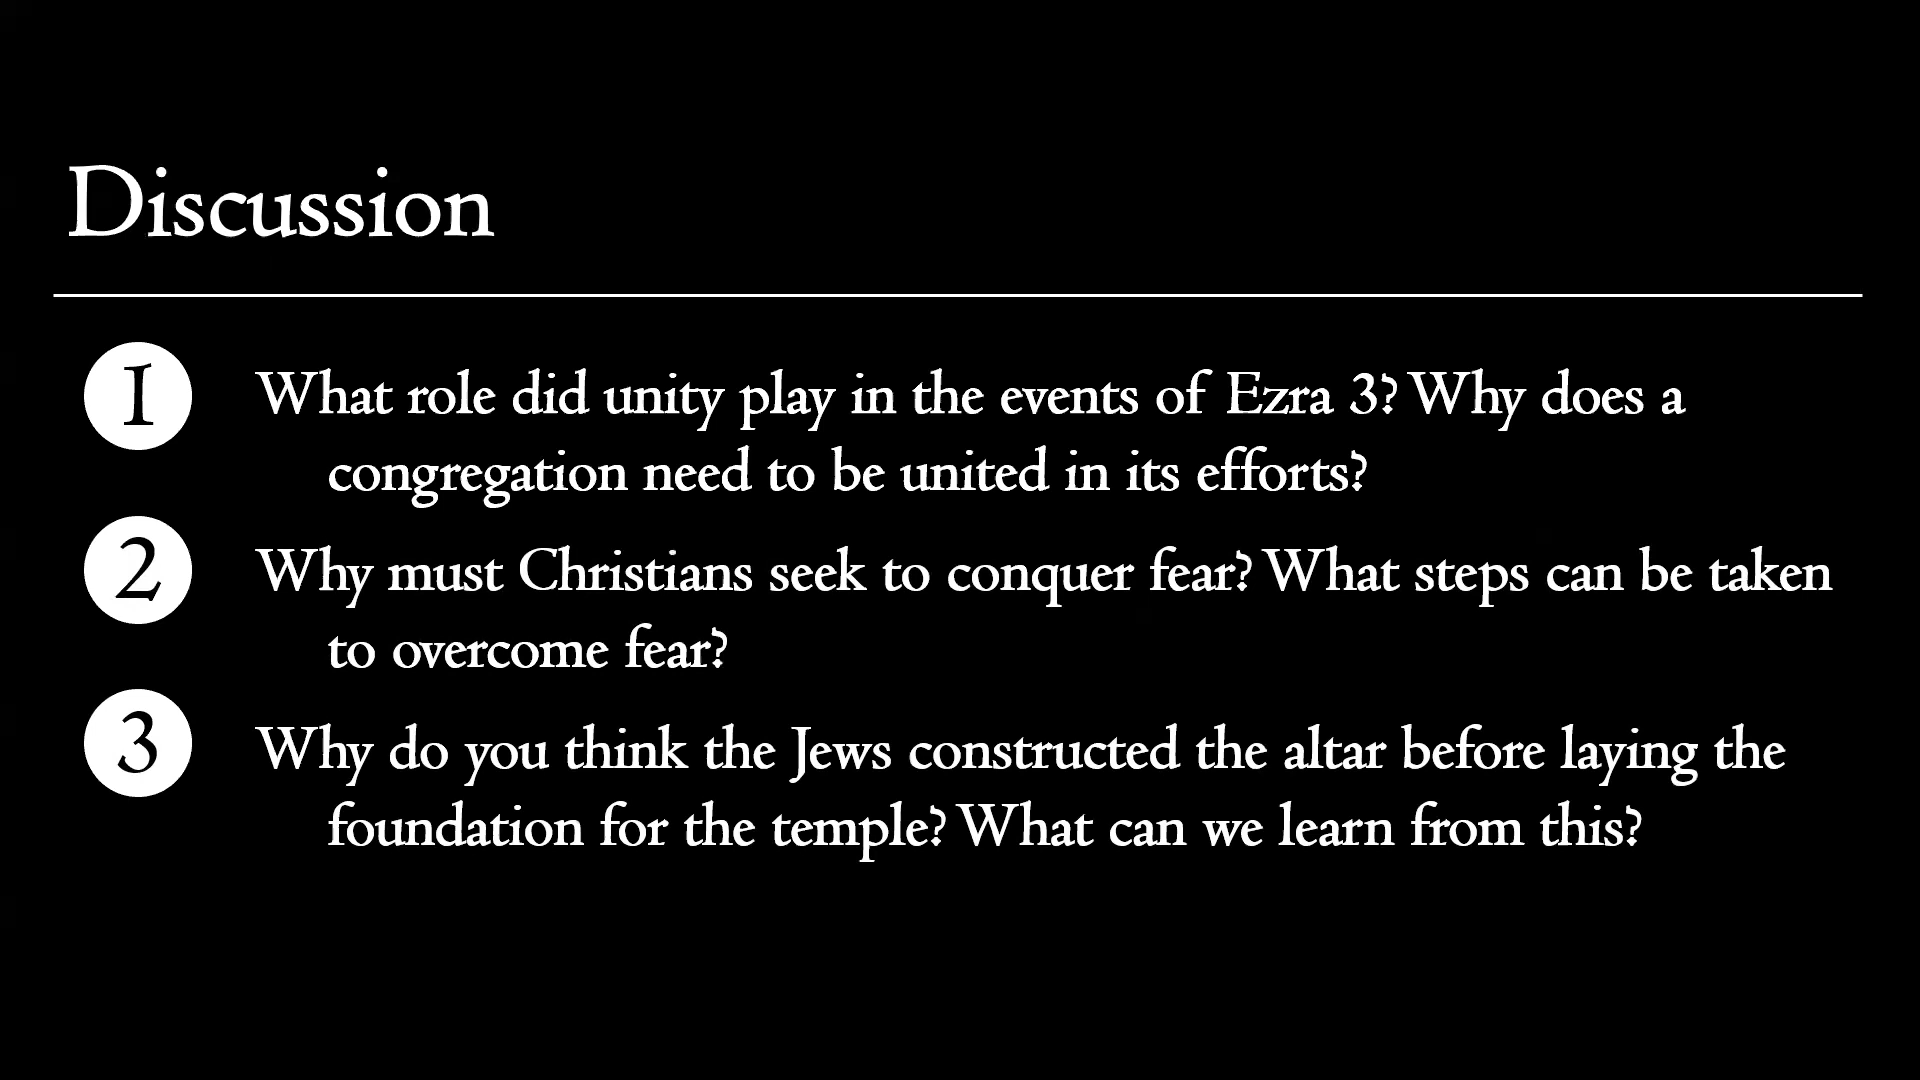 Discussion
1 What role did unity play in the events of Ezra 3? Why does a
congregation need to be united in its efforts?
2 Why must Christians seek to conquer fear? What steps can be taken
to overcome fear?
3 Why do you think the Jews constructed the altar before laying the
foundation for the temple? What can we learn from this?